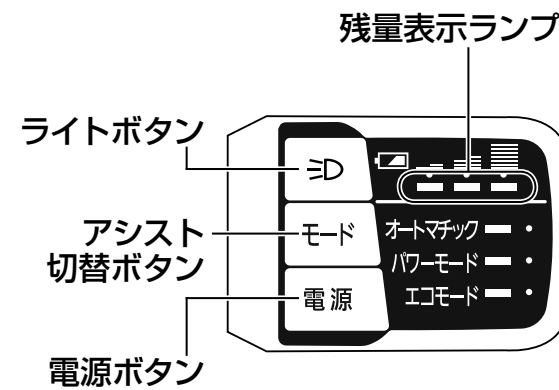 残量表示ランプ
ライトボタン
アシスト
切替ボタン
モード
オートマチック
パワーモード
電源
エコモード
電源ボタン